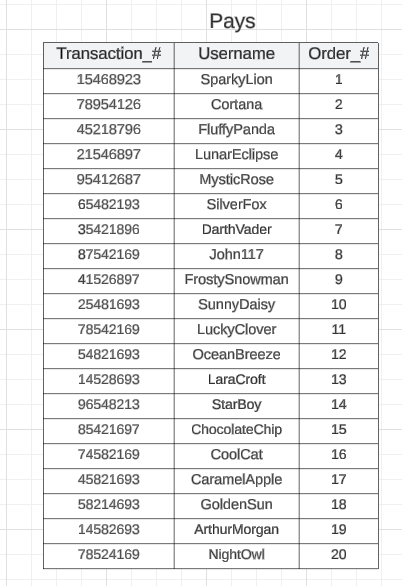 Pays
Transaction_# Username Order_#
15468923 SparkyLion 1
78954126 Cortana 2
45218796 FluffyPanda 3
21546897 LunarEclipse 4
95412687 MysticRose 5
65482193 SilverFox 6
35421896 DarthVader 7
87542169 John117 8
41526897 FrostySnowman 9
25481693 SunnyDaisy 10
78542169 LuckyClover 11
54821693 OceanBreeze 12
14528693 LaraCroft 13
96548213 StarBoy 14
85421697 ChocolateChip 15
74582169 CoolCat 16
45821693 CaramelApple 17
58214693 GoldenSun 18
14582693 ArthurMorgan 19
78524169 NightOwl 20